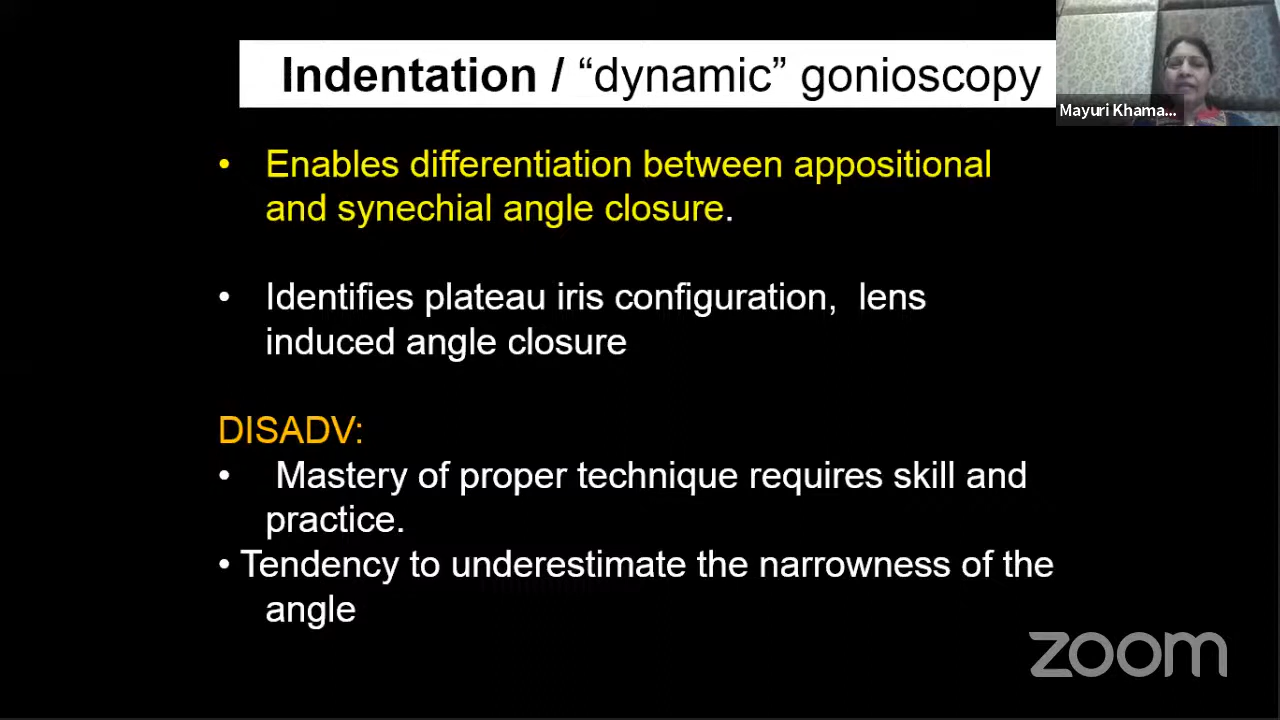 Indentation / “dynamic” gonioscopy
Mayuri Khama...
• Enables differentiation between appositional
and synechial angle closure.
• Identifies plateau iris configuration, lens
induced angle closure
DISADV:
• Mastery of proper technique requires skill and
practice.
• Tendency to underestimate the narrowness of the
angle
zoom